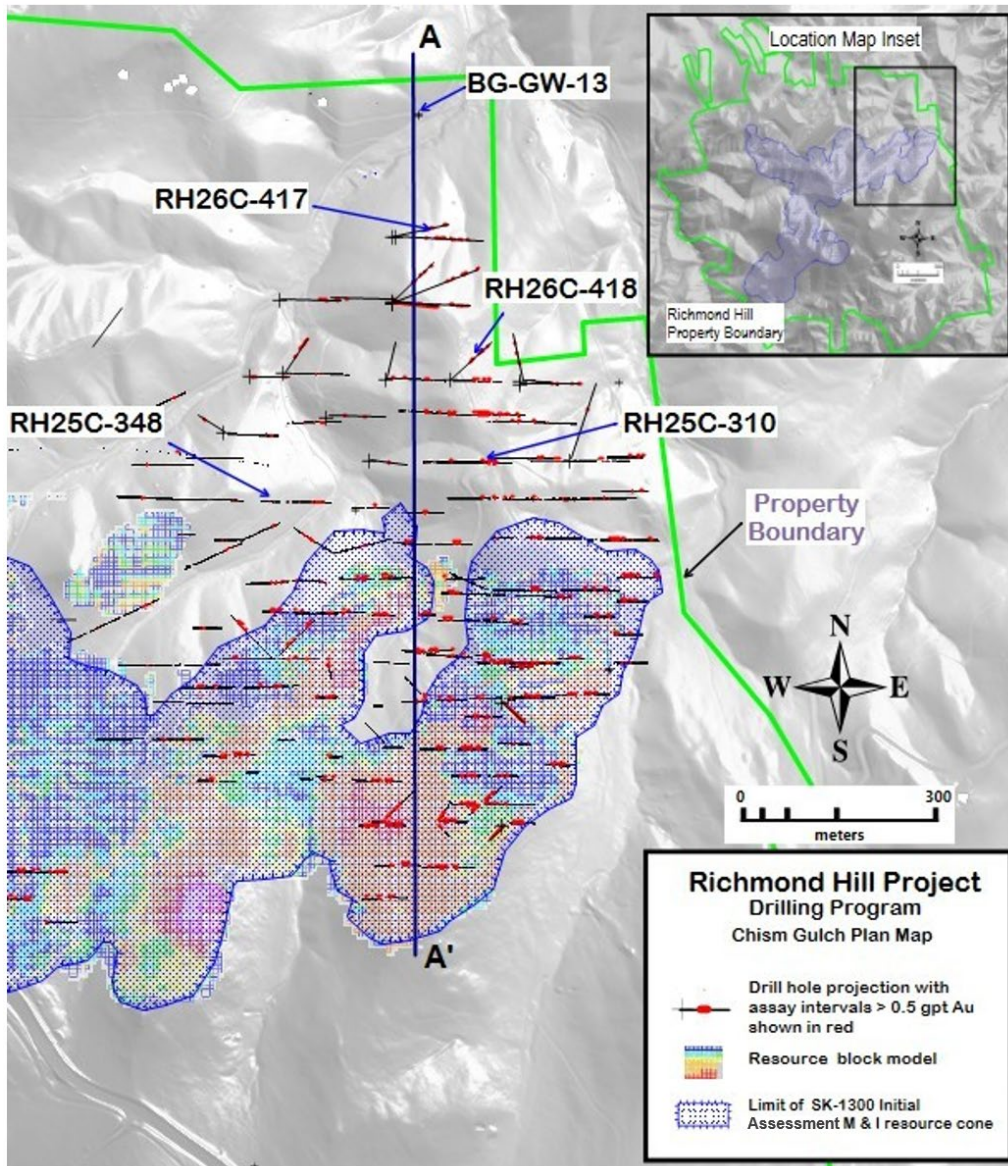 A
Location Map Inset
BG-GW-13
RH26C-417
RH26C-418
Richmond Hill
Property Boundary
RH25C-348
RH25C-310
Property
Boundary
N
W
E
S
0
300
meters
A'
Richmond Hill Project
Drilling Program
Chism Gulch Plan Map
Drill hole projection with
assay intervals > 0.5 gpt Au
shown in red
Resource block model
Limit of SK-1300 Initial
Assessment M & I resource cone